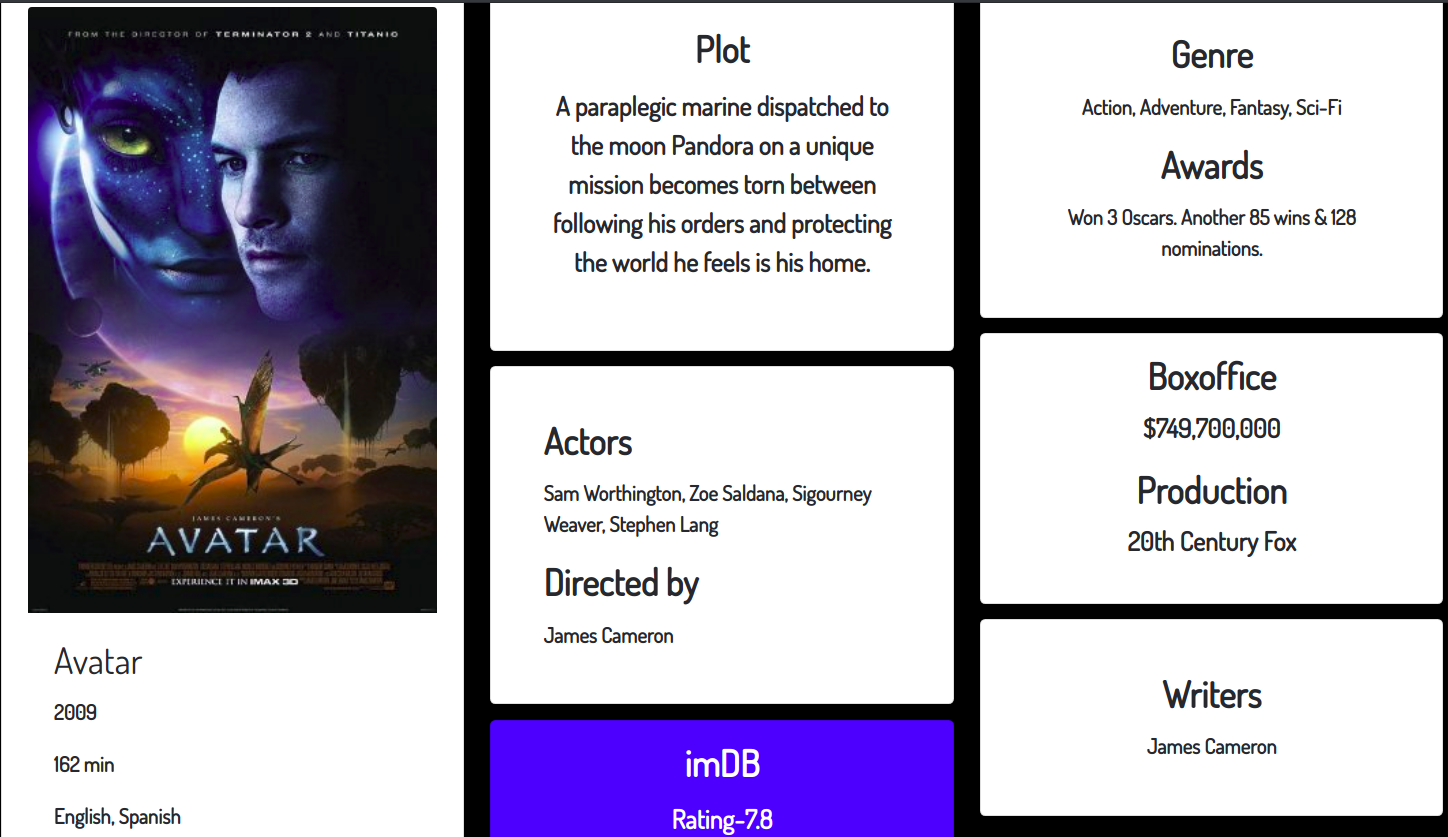 FROM THE DIRECTOR OF TERMINATOR 2 AND TITANIC
JAMES CAMERON'S
AVATAR
EXPERIENCE IT IN IMAX 3D
Avatar
2009
162 min
English, Spanish
Plot
A paraplegic marine dispatched to
the moon Pandora on a unique
mission becomes torn between
following his orders and protecting
the world he feels is his home.
Actors
Sam Worthington, Zoe Saldana, Sigourney
Weaver, Stephen Lang
Directed by
James Cameron
imDB
Rating-7.8
Genre
Action, Adventure, Fantasy, Sci-Fi
Awards
Won 3 Oscars. Another 85 wins & 128
nominations.
Boxoffice
$749,700,000
Production
20th Century Fox
Writers
James Cameron